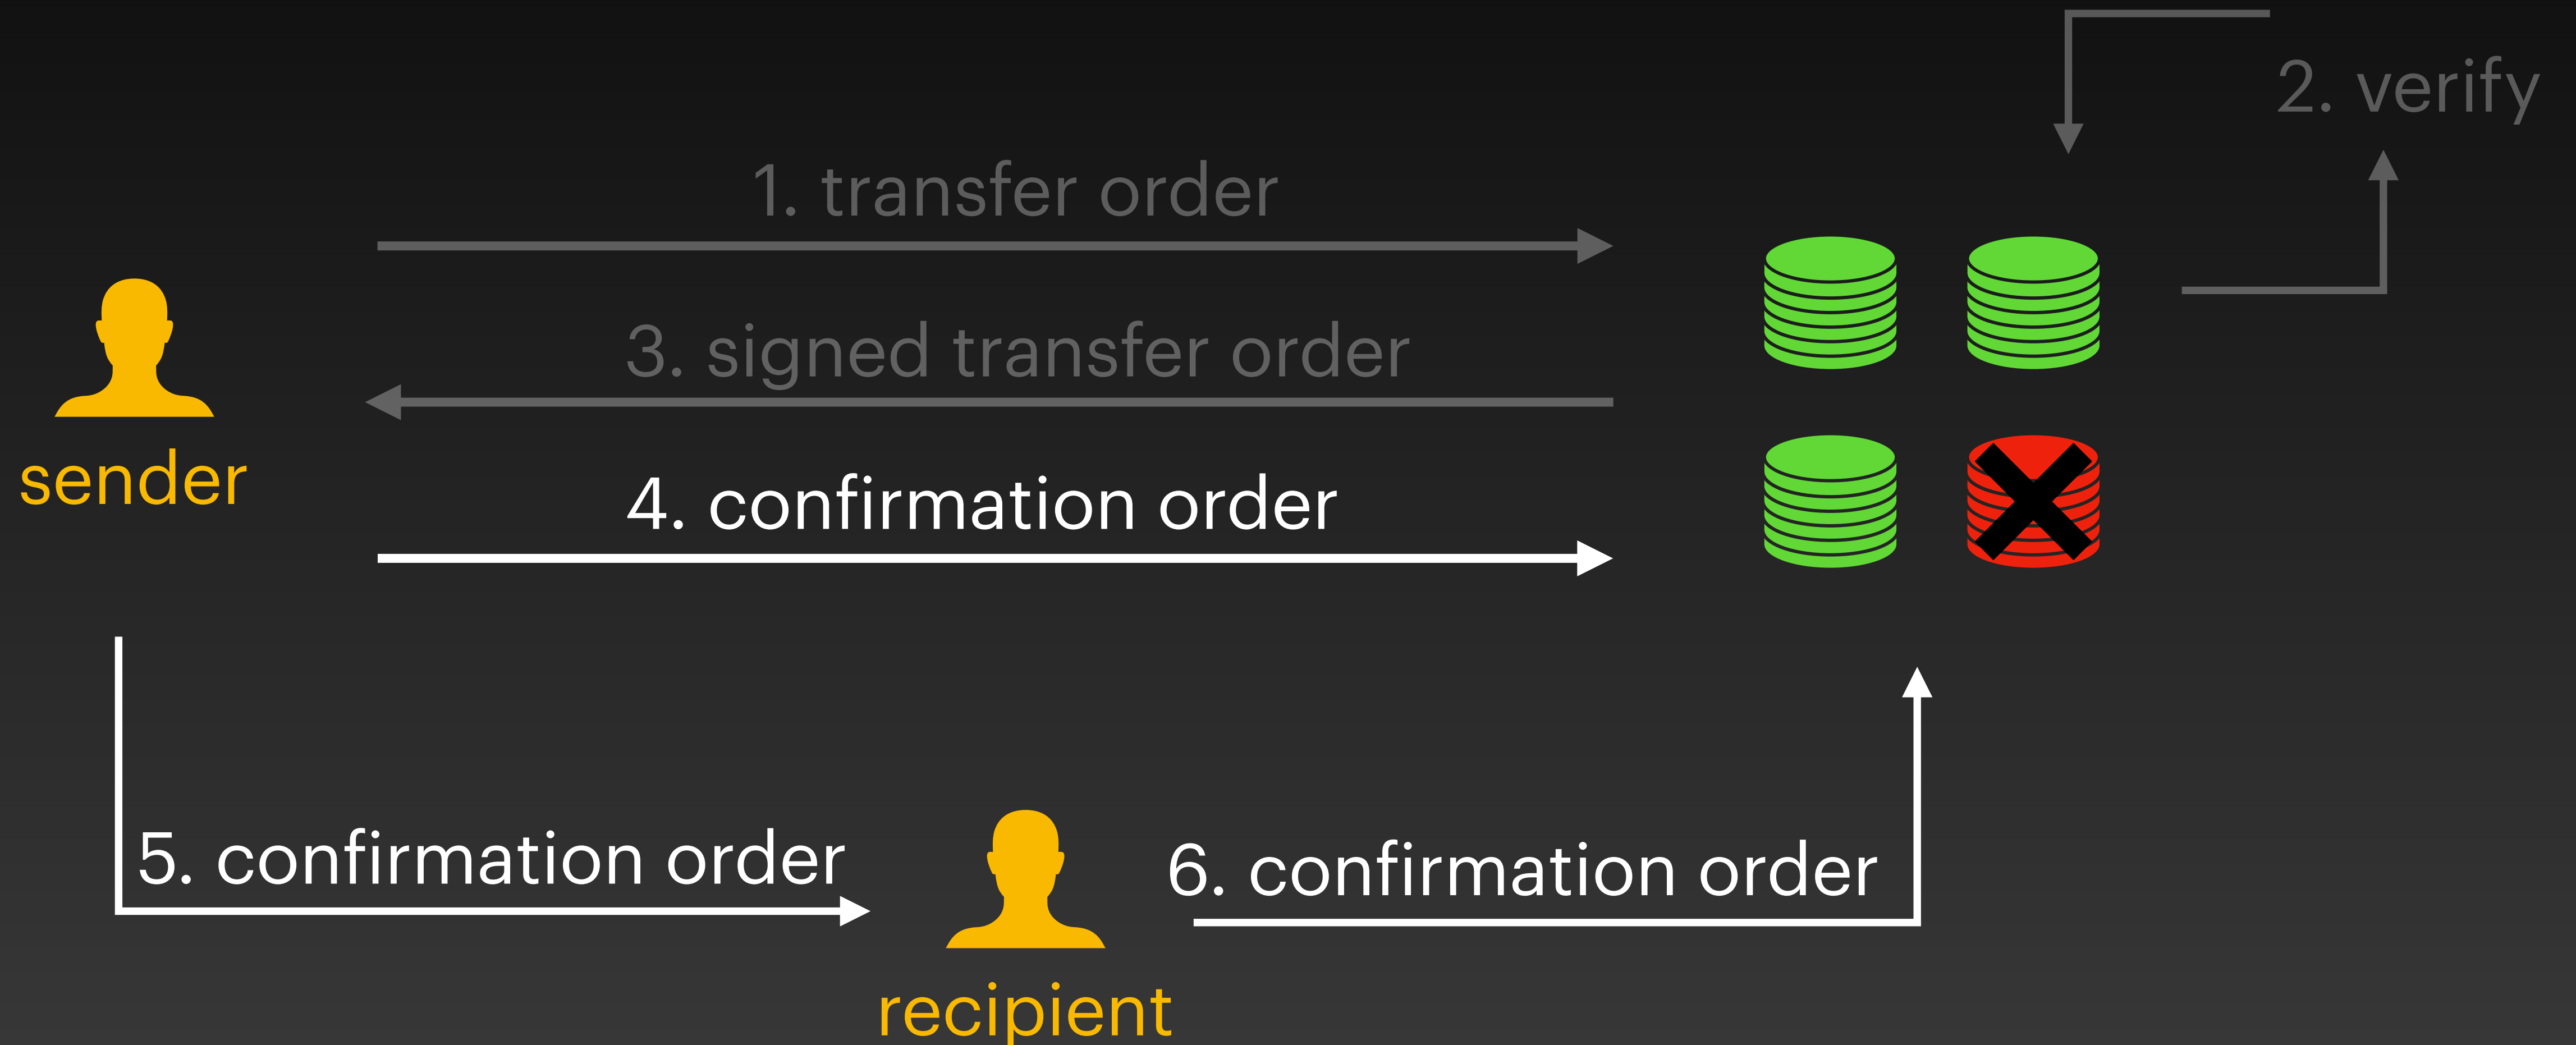 2. verify
1. transfer order
3. signed transfer order
sender
4. confirmation order
5. confirmation order
6. confirmation order
recipient